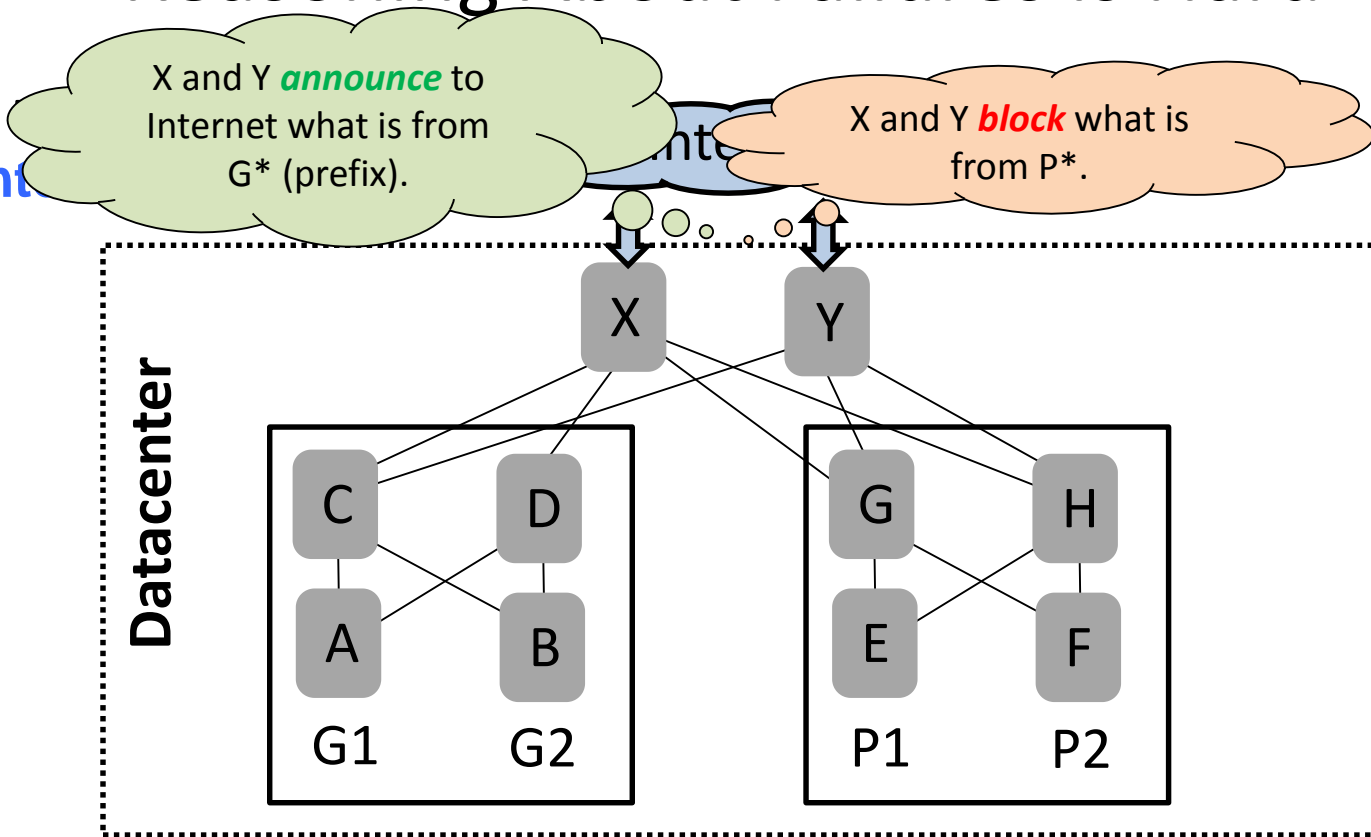 X and Y announce to
Internet what is from
G* (prefix).
X and Y block what is
from P*.
Datacenter
X
Y
C
D
G
H
A
B
E
F
G1
G2
P1
P2